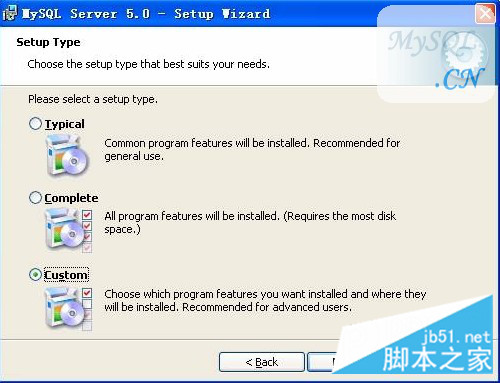 MySQL Server 5.0 - Setup Wizard
Setup Type
Choose the setup type that best suits your needs.
MySQL
.CN
Please select a setup type.
Typical
Common program features will be installed. Recommended for
general use.
Complete
All program features will be installed. (Requires the most disk
space.)
Custom
Choose which program features you want installed and where they
will be installed. Recommended for advanced users.
< Back
jb51.net
脚本之家